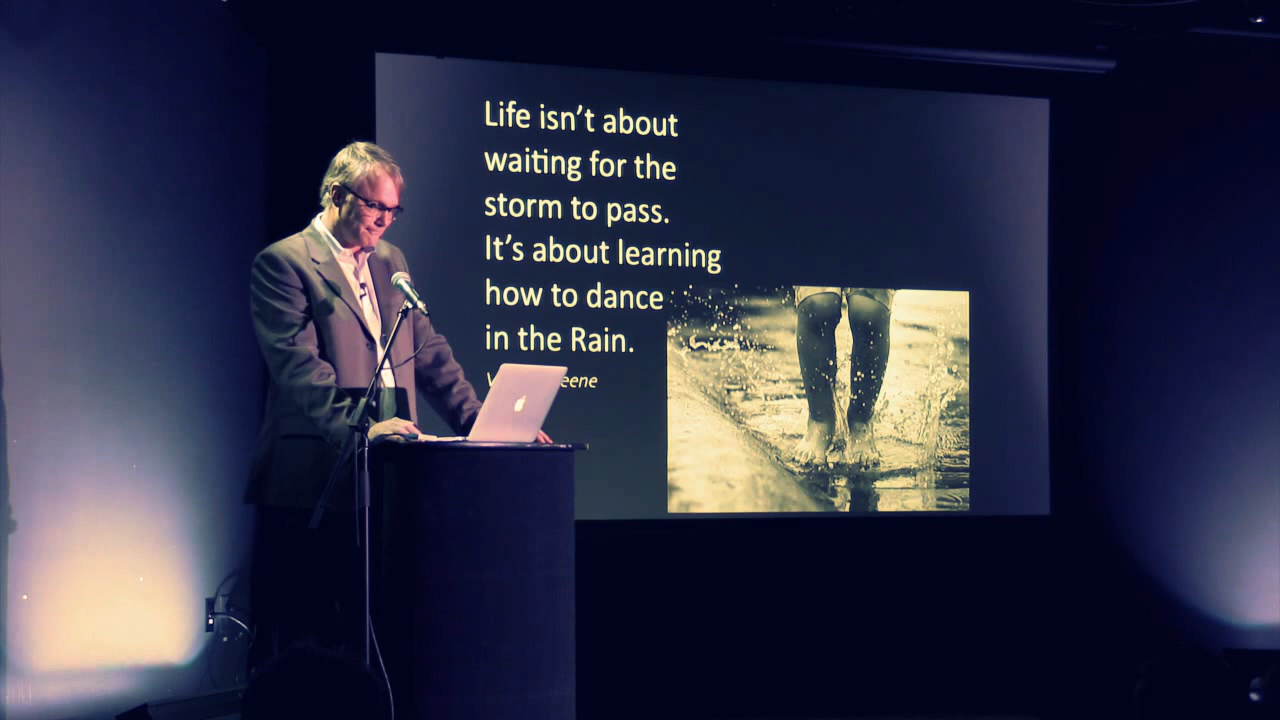 Life isn't about
waiting for the
storm to pass.
It's about learning
how to dance
in the Rain.